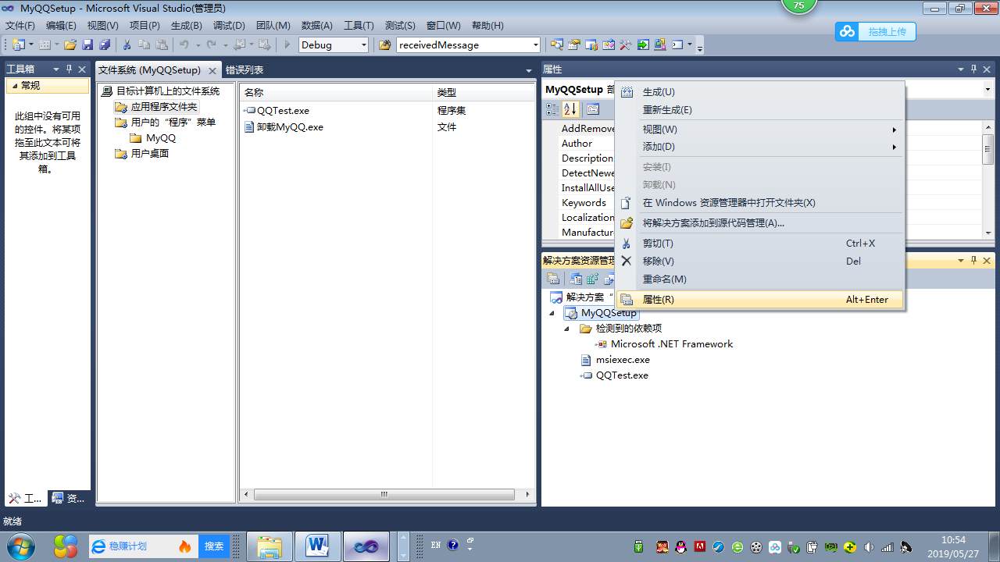 MyQQSetup - Microsoft Visual Studio(管理员)
75
文件(F) 编辑(E) 视图(V) 项目(P) 生成(B) 调试(D) 团队(M) 数据(A) 工具(T) 测试(S) 窗口(W) 帮助(H)
拖拽上传
Debug receivedMessage
工具箱
常规
此组中没有可用
的控件。将某项
拖至此文本可将
其添加到工具
箱。
工... 资...
文件系统 (MyQQSetup) 错误列表
目标计算机上的文件系统
应用程序文件夹
用户的“程序”菜单
MyQQ
用户桌面
名称 类型
QQTest.exe 程序集
卸载MyQQ.exe 文件
属性
MyQQSetup
AddRemove
Author
Description
DetectNewe
InstallAllUse
Keywords
Localization
Manufactur
生成(U)
重新生成(E)
视图(W)
添加(D)
安装(I)
卸载(N)
在 Windows 资源管理器中打开文件夹(X)
将解决方案添加到源代码管理(A)...
剪切(T) Ctrl+X
移除(V) Del
重命名(M)
属性(R) Alt+Enter
解决方案资源管理
解决方案“
MyQQSetup
检测到的依赖项
Microsoft .NET Framework
msiexec.exe
QQTest.exe
就绪
稳赚计划 搜索
EN
10:54
2019/05/27